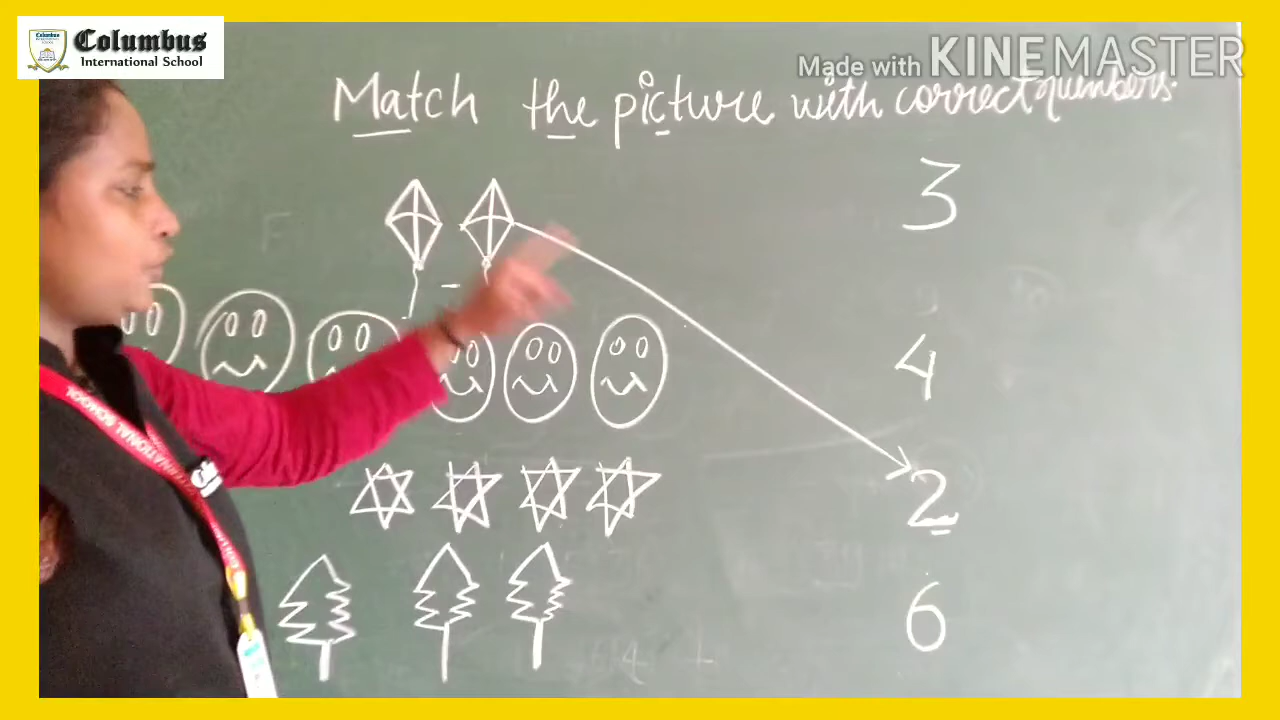 Columbus
International School
Made with KINEMASTER
Match the picture with correct numbers.
3
4
2
6